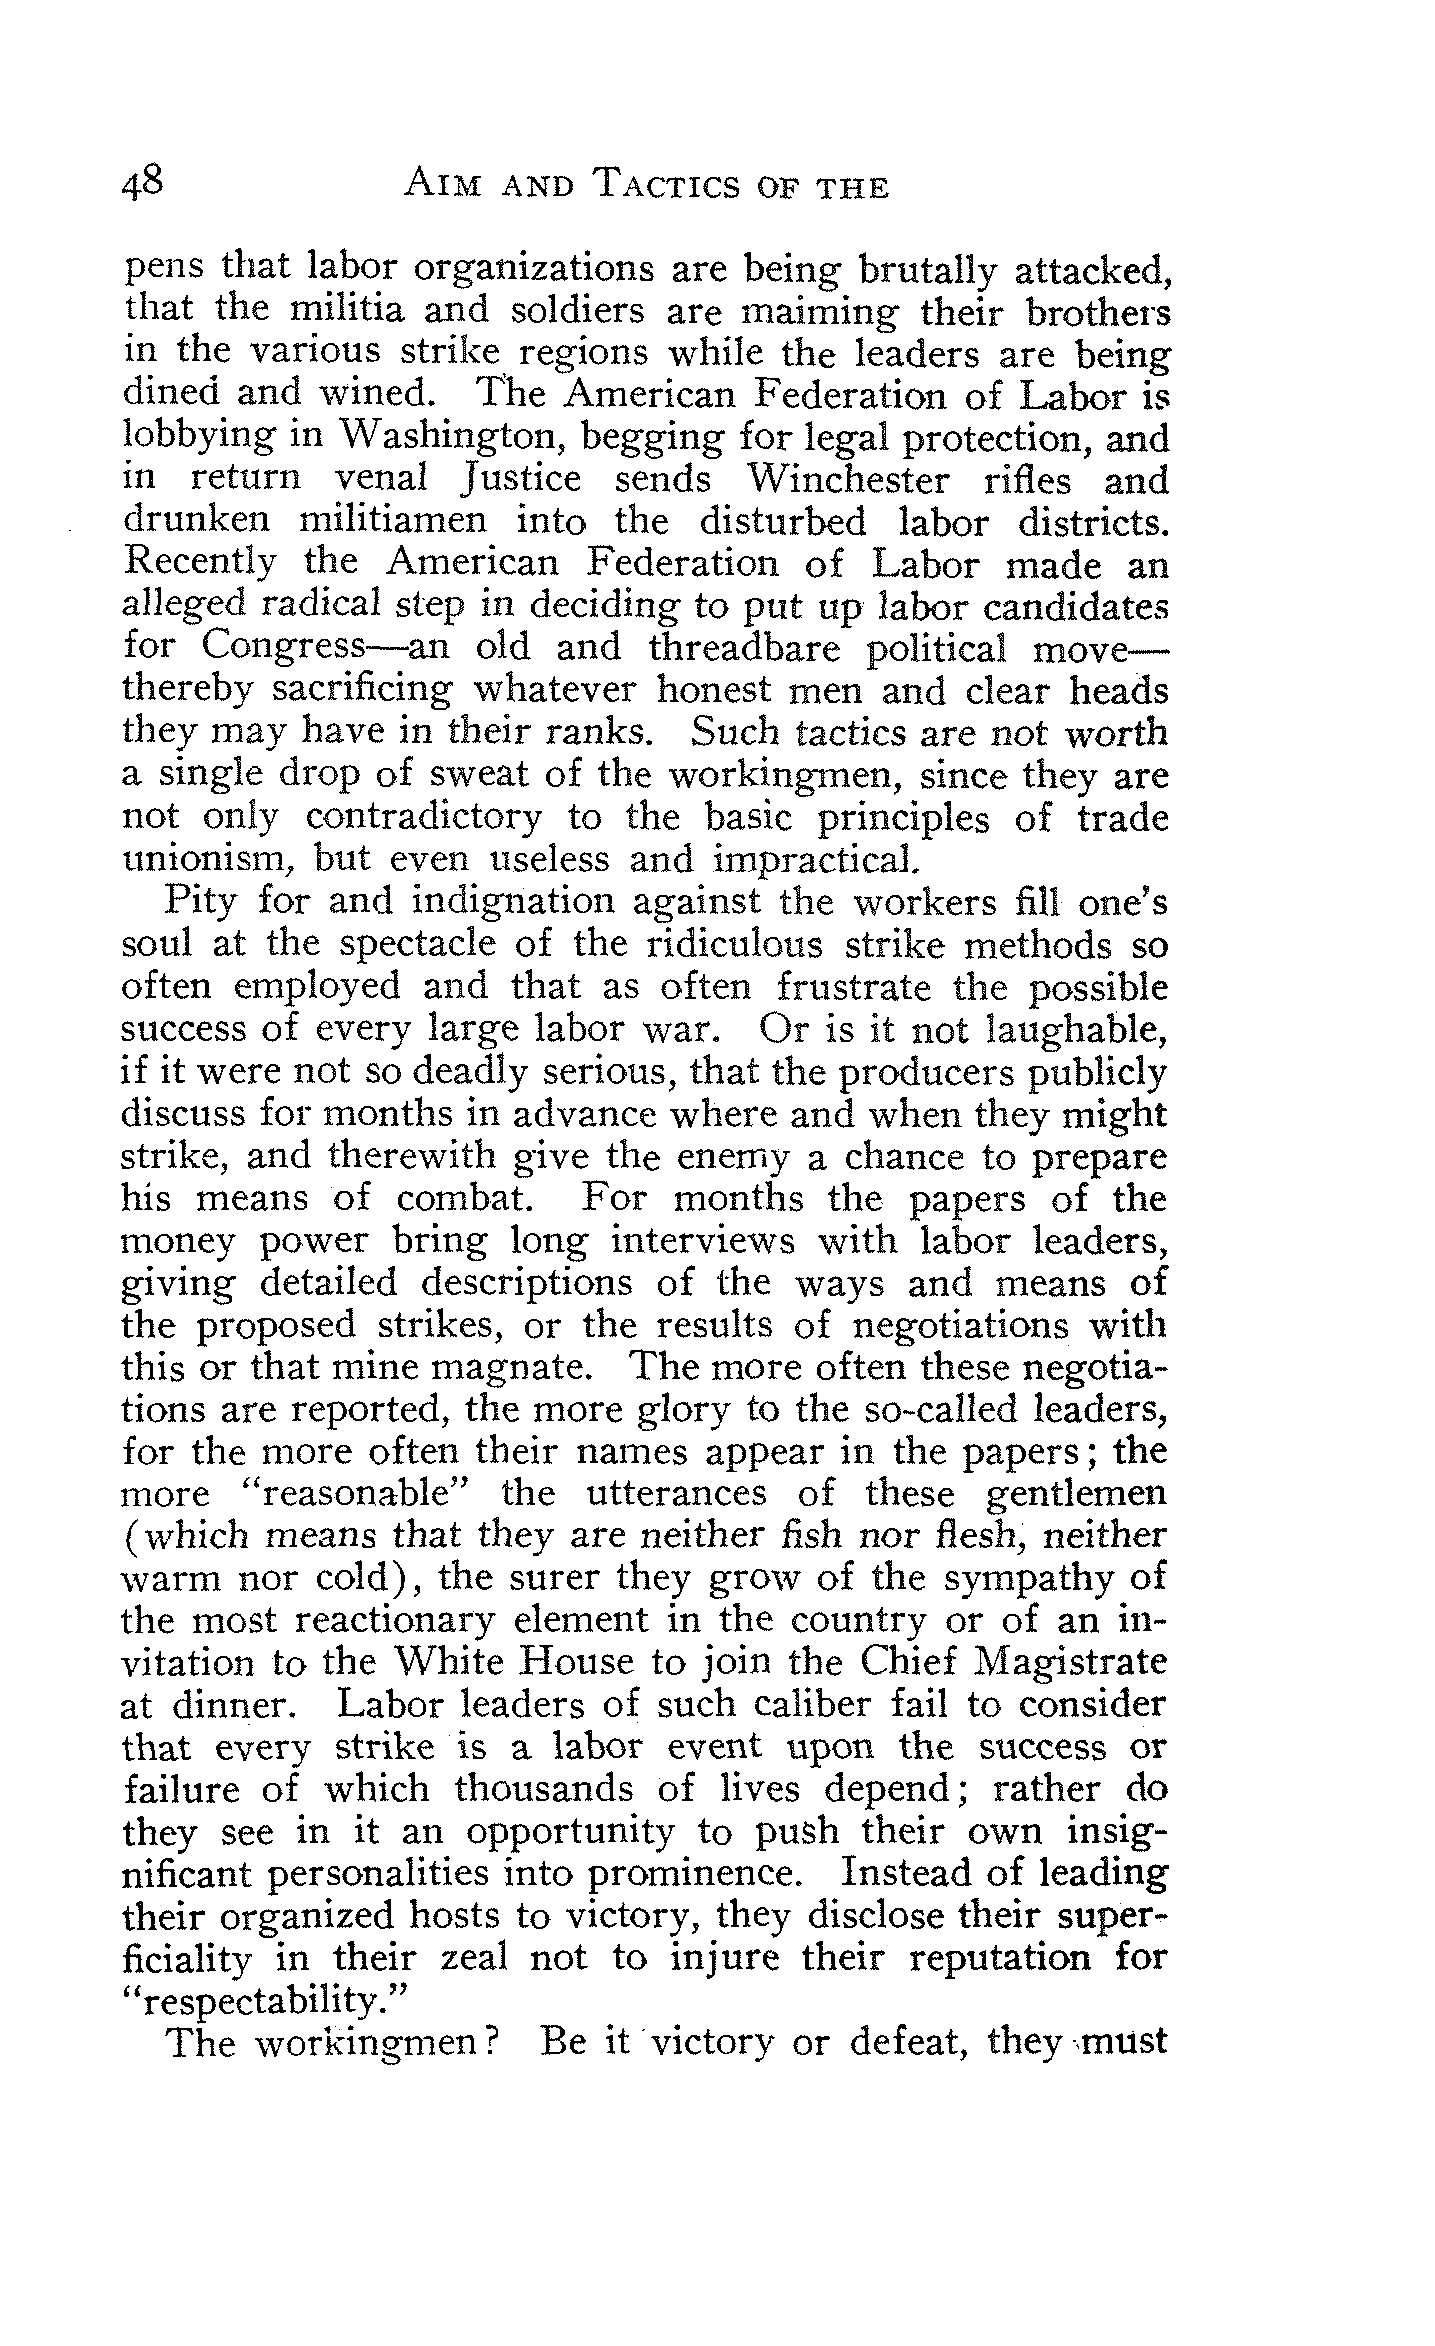 48 AIM AND TACTICS OF THE
pens that labor organizations are being brutally attacked,
that the militia and soldiers are maiming their brothers
in the various strike regions while the leaders are being
dined and wined. The American Federation of Labor is
lobbying in Washington, begging for legal protection, and
in return venal Justice sends Winchester rifles and
drunken militiamen into the disturbed labor districts.
Recently the American Federation of Labor made an
alleged radical step in deciding to put up labor candidates
for Congress—an old and threadbare political move—
thereby sacrificing whatever honest men and clear heads
they may have in their ranks. Such tactics are not worth
a single drop of sweat of the workingmen, since they are
not only contradictory to the basic principles of trade
unionism, but even useless and impractical.
Pity for and indignation against the workers fill one's
soul at the spectacle of the ridiculous strike methods so
often employed and that as often frustrate the possible
success of every large labor war. Or is it not laughable,
if it were not so deadly serious, that the producers publicly
discuss for months in advance where and when they might
strike, and therewith give the enemy a chance to prepare
his means of combat. For months the papers of the
money power bring long interviews with labor leaders,
giving detailed descriptions of the ways and means of
the proposed strikes, or the results of negotiations with
this or that mine magnate. The more often these negotia-
tions are reported, the more glory to the so-called leaders,
for the more often their names appear in the papers; the
more "reasonable" the utterances of these gentlemen
(which means that they are neither fish nor flesh, neither
warm nor cold), the surer they grow of the sympathy of
the most reactionary element in the country or of an in-
vitation to the White House to join the Chief Magistrate
at dinner. Labor leaders of such caliber fail to consider
that every strike is a labor event upon the success or
failure of which thousands of lives depend; rather do
they see in it an opportunity to push their own insig-
nificant personalities into prominence. Instead of leading
their organized hosts to victory, they disclose their super-
ficiality in their zeal not to injure their reputation for
"respectability."
The workingmen? Be it victory or defeat, they must